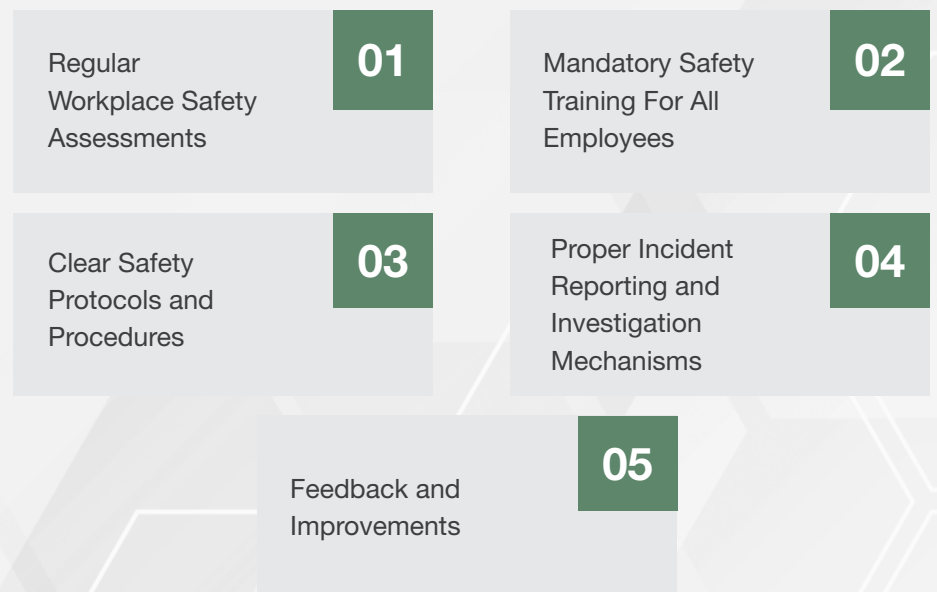 Regular
Workplace Safety
Assessments
01
Mandatory Safety
Training For All
Employees
02
Clear Safety
Protocols and
Procedures
03
Proper Incident
Reporting and
Investigation
Mechanisms
04
Feedback and
Improvements
05